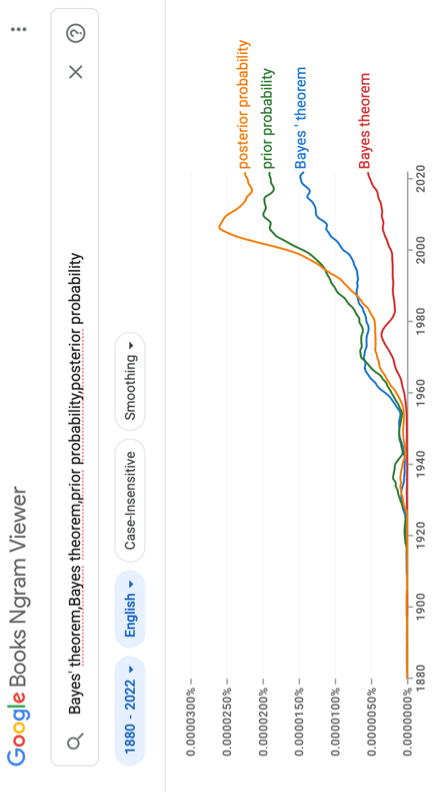 Google Books Ngram Viewer
Bayes' theorem,Bayes theorem,prior probability,posterior probability
1880 - 2022
English
Case-Insensitive
Smoothing
0.0000300%
0.0000250%
0.0000200%
0.0000150%
0.0000100%
0.0000050%
0.0000000%
1880
1900
1920
1940
1960
1980
2000
2020
posterior probability
prior probability
Bayes ' theorem
Bayes theorem